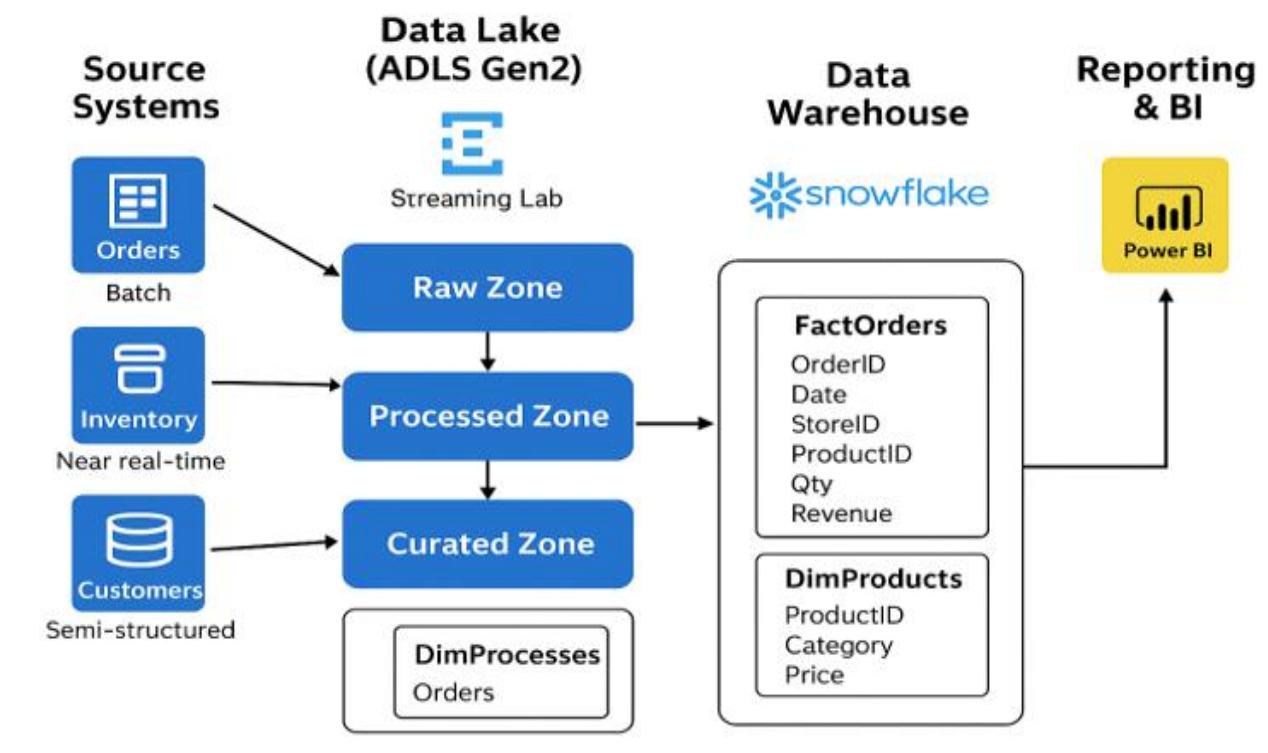 Source
Systems
Orders
Batch
Inventory
Near real-time
Customers
Semi-structured
Data Lake
(ADLS Gen2)
Streaming Lab
Raw Zone
Processed Zone
Curated Zone
DimProcesses
Orders
Data
Warehouse
snowflake
FactOrders
OrderID
Date
StoreID
ProductID
Qty
Revenue
DimProducts
ProductID
Category
Price
Reporting
& BI
Power BI